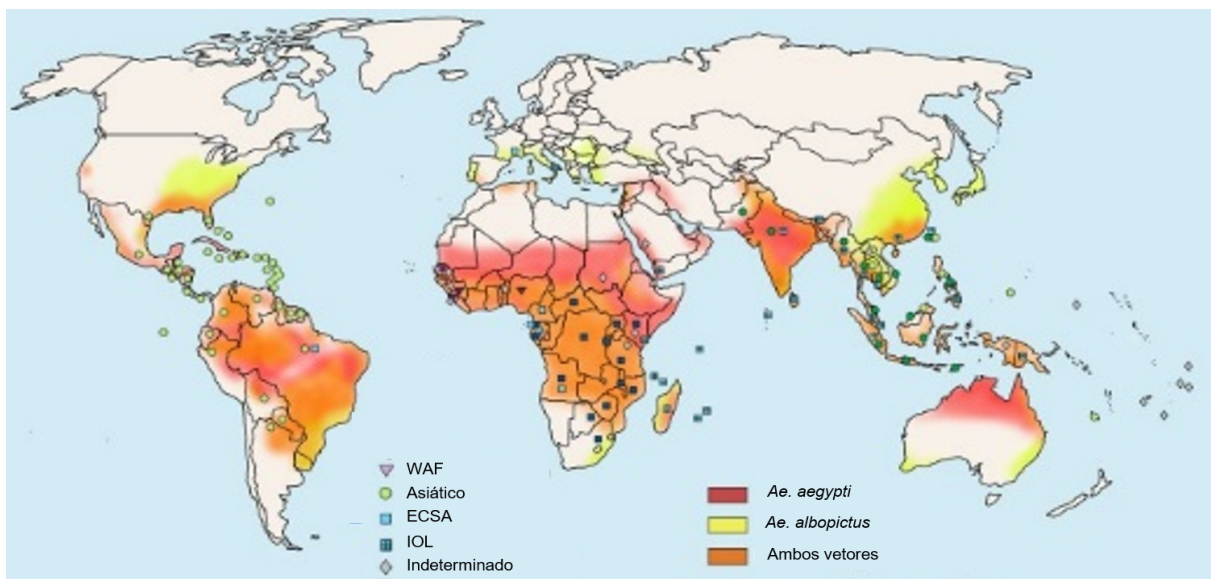 WAF
Asiático
ECSA
IOL
Indeterminado
Ae. aegypti
Ae. albopictus
Ambos vetores